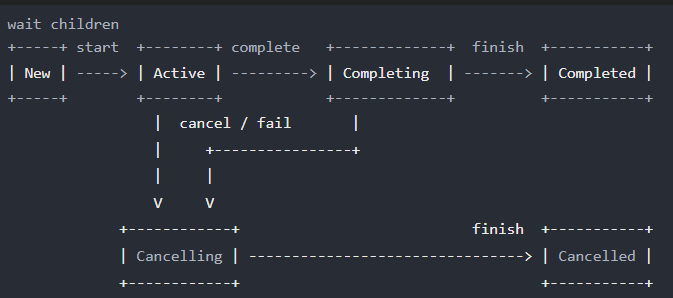 wait children
+-----+ start  +--------+ complete   +-------------+  finish  +-----------+
| New | -----> | Active | ---------> | Completing  | -------> | Completed |
+-----+        +--------+            +-------------+          +-----------+
                 |  cancel / fail       |
                 |     +----------------+
                 |     |
                 V     V
             +------------+                           finish  +-----------+
             | Cancelling | --------------------------------> | Cancelled |
             +------------+                                   +-----------+